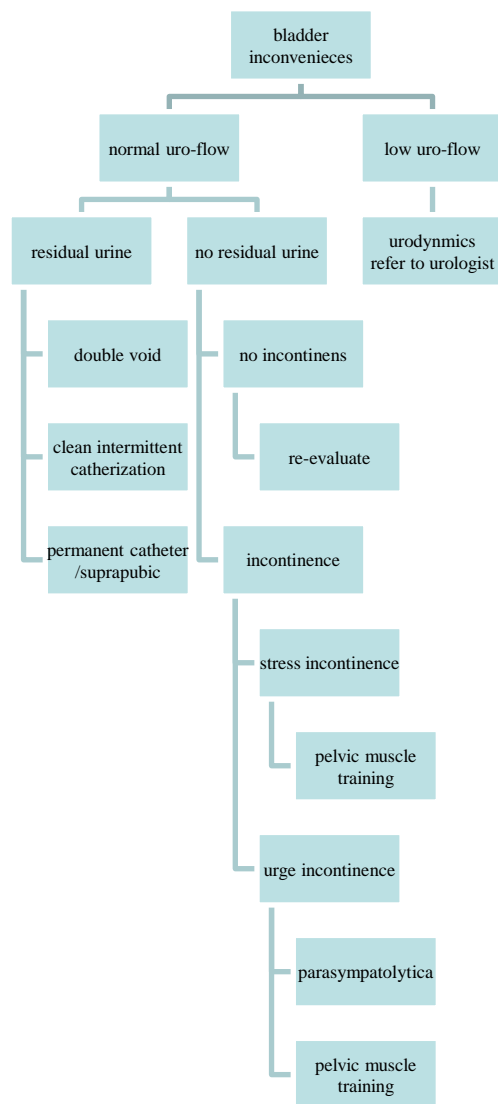 bladder
inconvenieces
normal uro-flow
low uro-flow
residual urine
no residual urine
urodynmics
refer to urologist
double void
no incontinens
clean intermittent
catherization
re-evaluate
permanent catheter
/suprapubic
incontinence
stress incontinence
pelvic muscle
training
urge incontinence
parasympatolytica
pelvic muscle
training